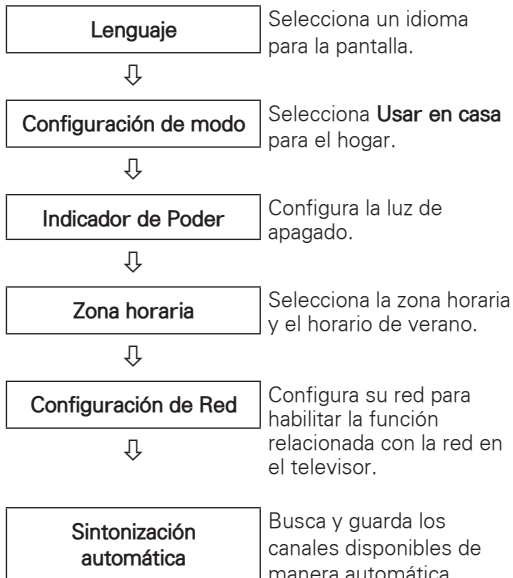 Lenguaje
Selecciona un idioma
para la pantalla.
Configuración de modo
Selecciona Usar en casa
para el hogar.
Indicador de Poder
Configura la luz de
apagado.
Zona horaria
Selecciona la zona horaria
y el horario de verano.
Configuración de Red
Configura su red para
habilitar la función
relacionada con la red en
el televisor.
Sintonización
automática
Busca y guarda los
canales disponibles de
manera automática